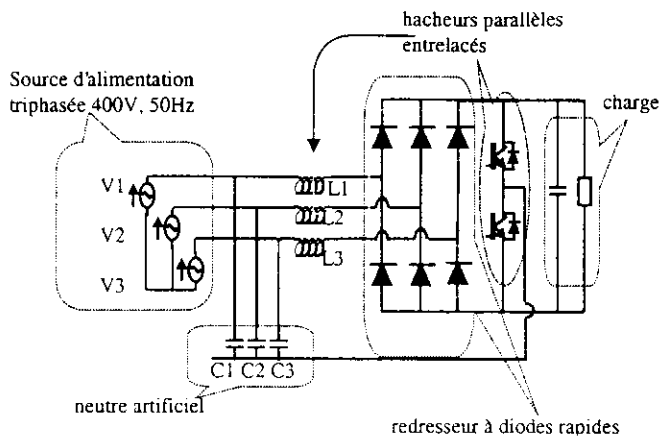 hacheurs parallèles
entrelacés
Source d'alimentation
triphasée 400V, 50Hz
charge
V1
L1
V2
L2
V3
L3
C1 C2 C3
neutre artificiel
redresseur à diodes rapides